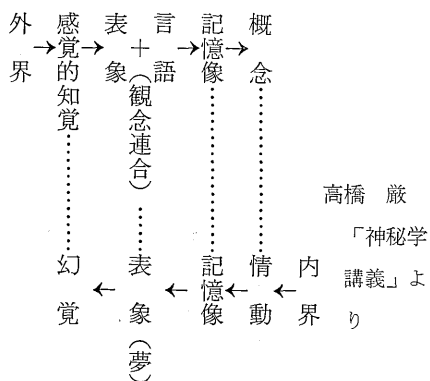 外界
→
感覚的知覚
→
表象
＋(観念連合)
言語
→
記憶像
→
概念
高橋　巌
「神秘学
講義」よ
り
内界
←
情動
←
記憶像
←
表象(夢)
←
幻覚